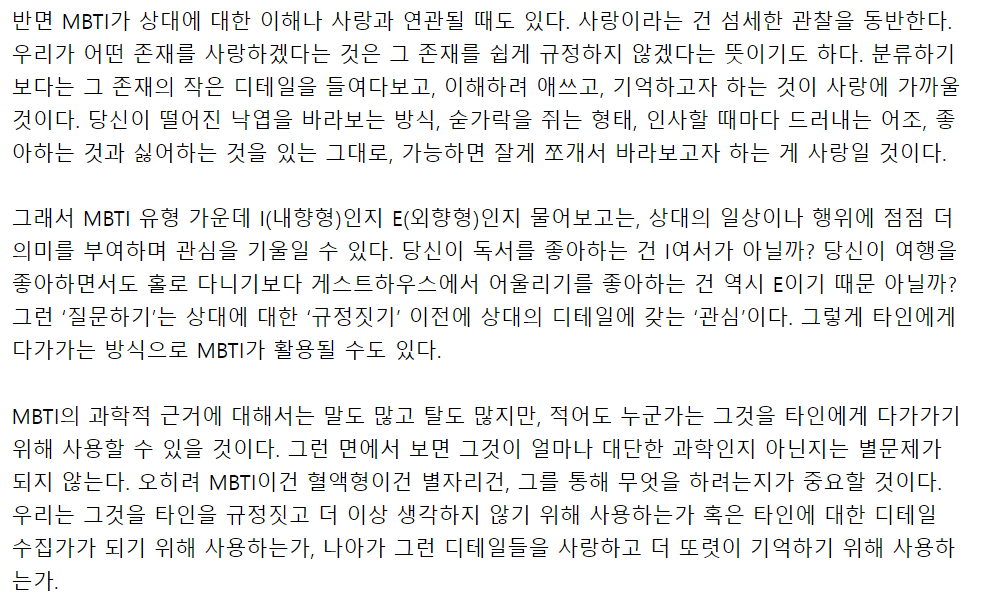 반면 MBTI가 상대에 대한 이해나 사랑과 연관될 때도 있다. 사랑이라는 건 섬세한 관찰을 동반한다.
우리가 어떤 존재를 사랑하겠다는 것은 그 존재를 쉽게 규정하지 않겠다는 뜻이기도 하다. 분류하기
보다는 그 존재의 작은 디테일을 들여다보고, 이해하려 애쓰고, 기억하고자 하는 것이 사랑에 가까울
것이다. 당신이 떨어진 낙엽을 바라보는 방식, 숟가락을 쥐는 형태, 인사할 때마다 드러내는 어조, 좋
아하는 것과 싫어하는 것을 있는 그대로, 가능하면 잘게 쪼개서 바라보고자 하는 게 사랑일 것이다.
그래서 MBTI 유형 가운데 I(내향형)인지 E(외향형)인지 물어보고는, 상대의 일상이나 행위에 점점 더
의미를 부여하며 관심을 기울일 수 있다. 당신이 독서를 좋아하는 건 I여서가 아닐까? 당신이 여행을
좋아하면서도 홀로 다니기보다 게스트하우스에서 어울리기를 좋아하는 건 역시 E이기 때문 아닐까?
그런 ‘질문하기’는 상대에 대한 ‘규정짓기’ 이전에 상대의 디테일에 갖는 ‘관심’이다. 그렇게 타인에게
다가가는 방식으로 MBTI가 활용될 수도 있다.
MBTI의 과학적 근거에 대해서는 말도 많고 탈도 많지만, 적어도 누군가는 그것을 타인에게 다가가기
위해 사용할 수 있을 것이다. 그런 면에서 보면 그것이 얼마나 대단한 과학인지 아닌지는 별문제가
되지 않는다. 오히려 MBTI이건 혈액형이건 별자리건, 그를 통해 무엇을 하려는지가 중요할 것이다.
우리는 그것을 타인을 규정짓고 더 이상 생각하지 않기 위해 사용하는가 혹은 타인에 대한 디테일
수집가가 되기 위해 사용하는가, 나아가 그런 디테일들을 사랑하고 더 또렷이 기억하기 위해 사용하
는가.